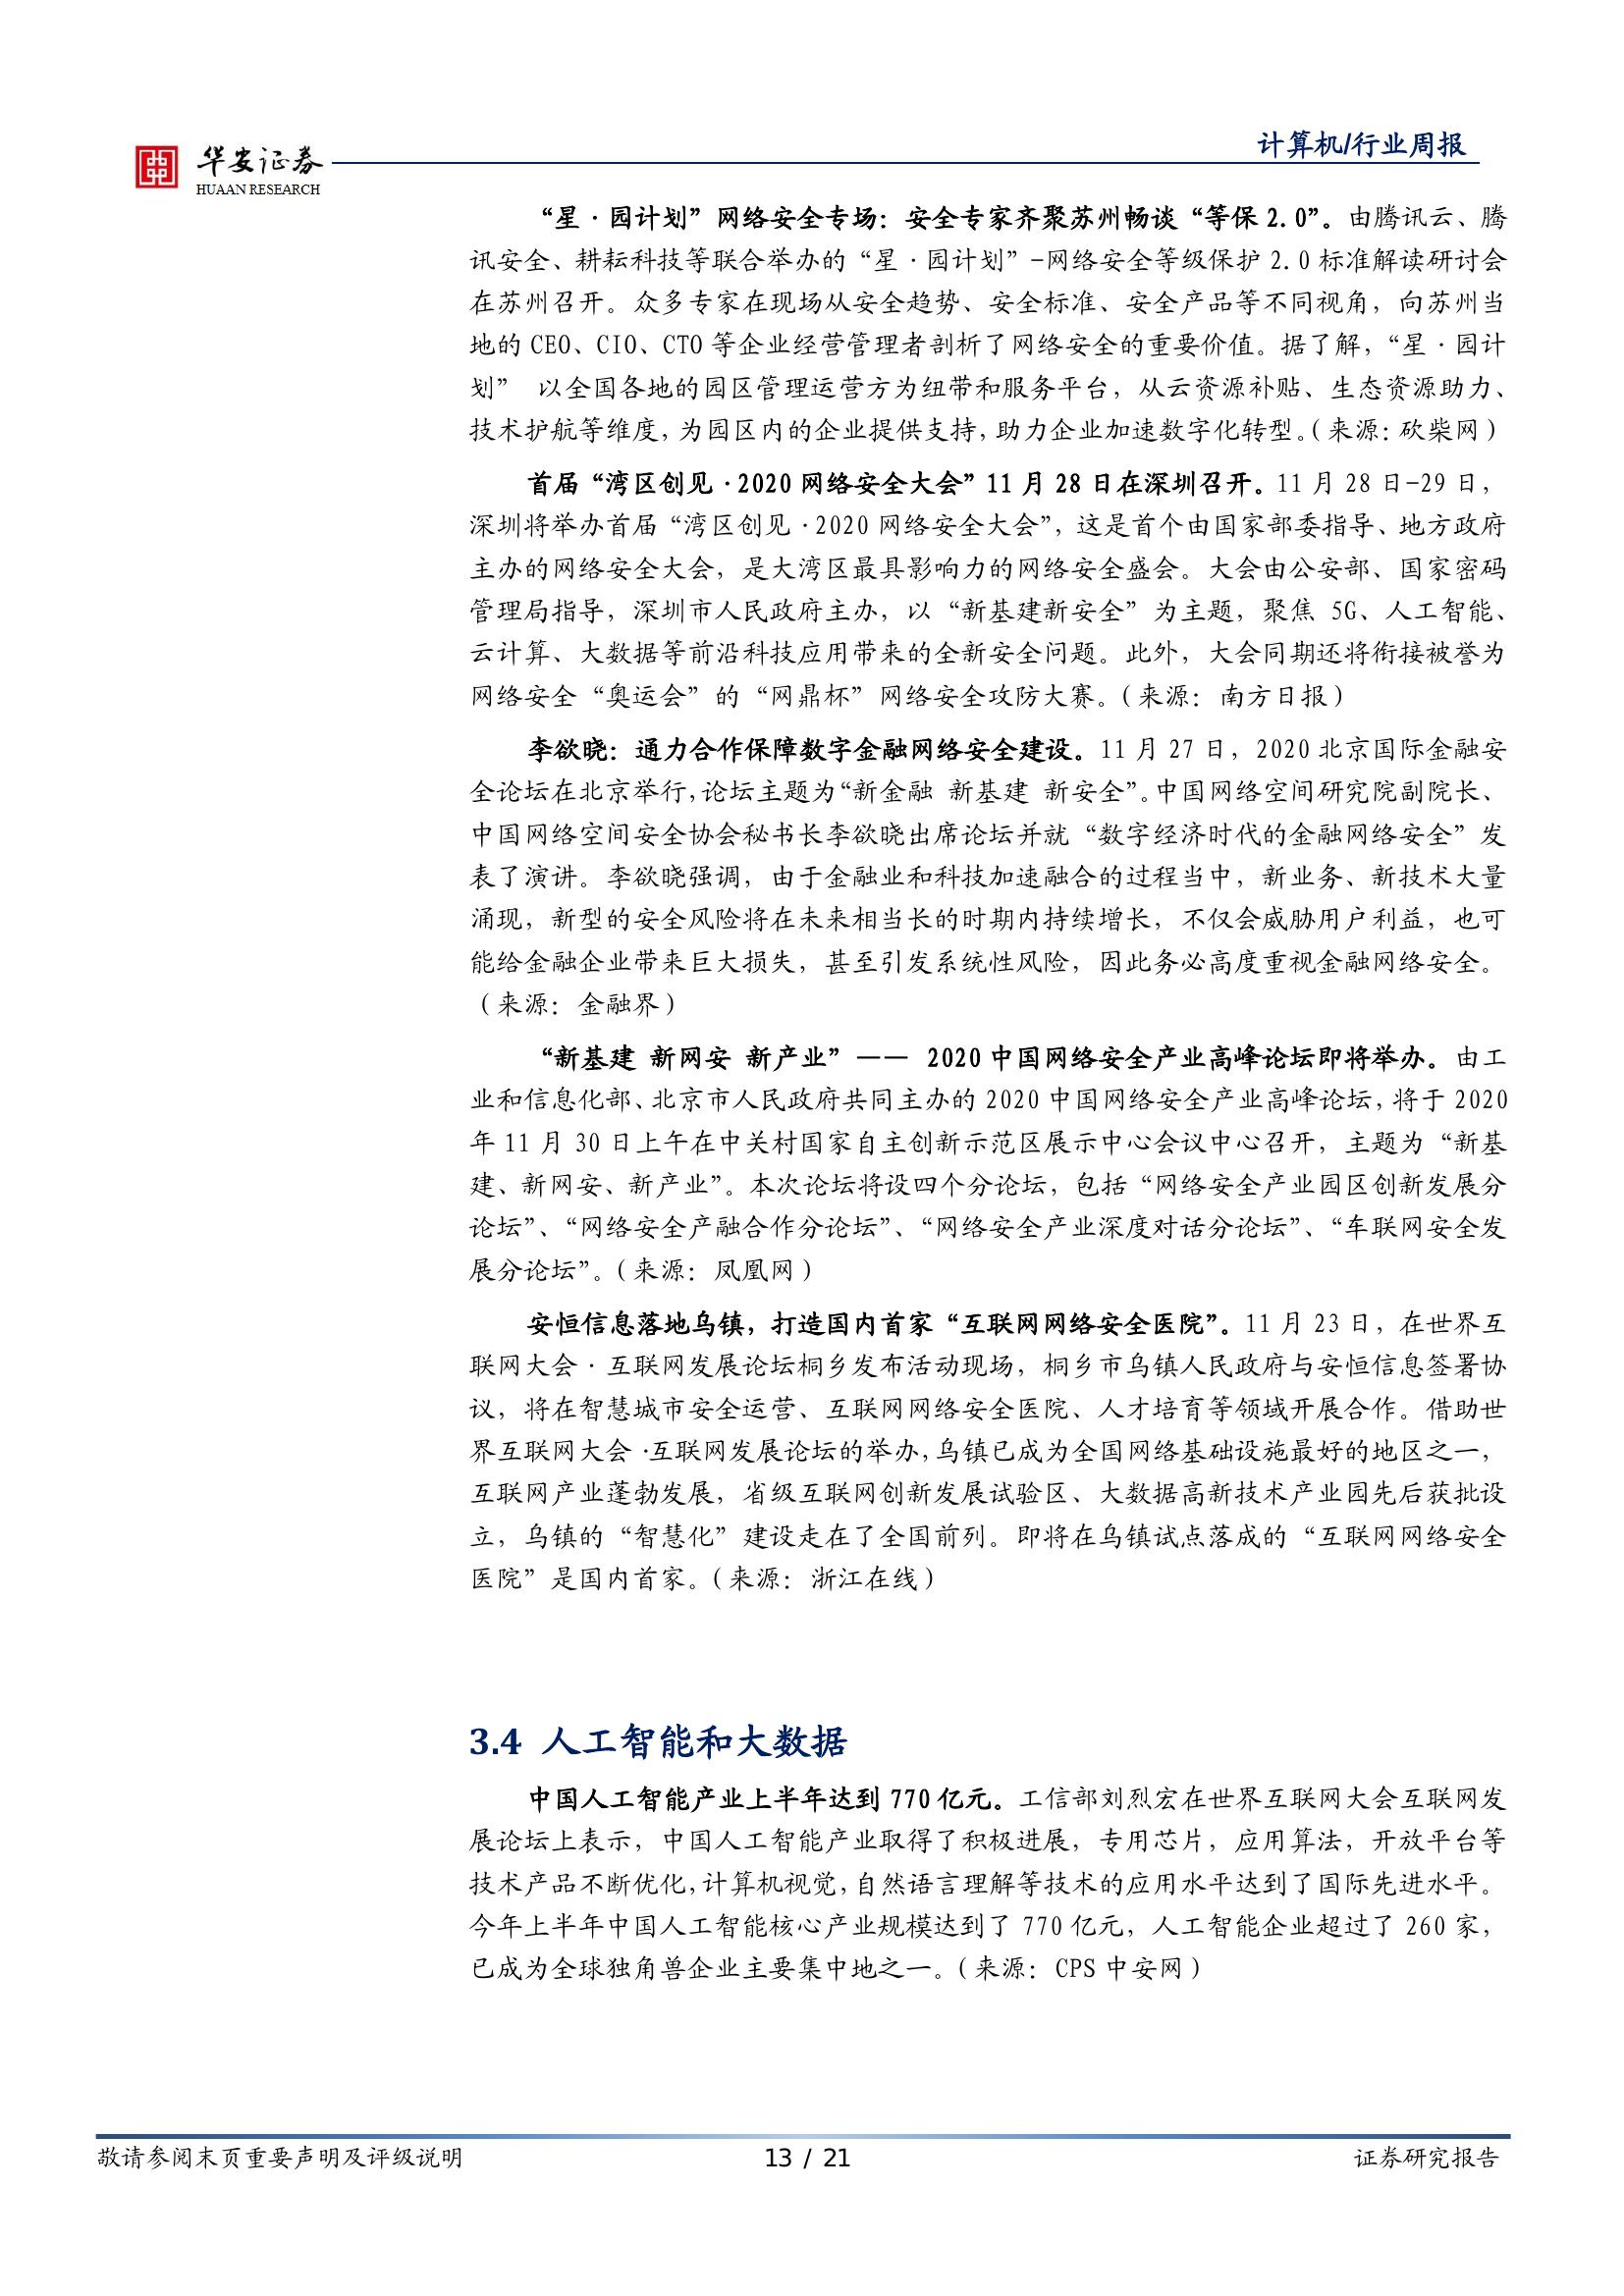 华安证券
HUAAN RESEARCH
计算机/行业周报
“星·园计划”网络安全专场：安全专家齐聚苏州畅谈“等保 2.0”。由腾讯云、腾
讯安全、耕耘科技等联合举办的“星·园计划”-网络安全等级保护 2.0 标准解读研讨会
在苏州召开。众多专家在现场从安全趋势、安全标准、安全产品等不同视角，向苏州当
地的 CEO、CIO、CTO 等企业经营管理者剖析了网络安全的重要价值。据了解，“星·园计
划” 以全国各地的园区管理运营方为纽带和服务平台，从云资源补贴、生态资源助力、
技术护航等维度，为园区内的企业提供支持，助力企业加速数字化转型。（来源：砍柴网）
首届“湾区创见·2020 网络安全大会”11 月 28 日在深圳召开。11 月 28 日-29 日，
深圳将举办首届“湾区创见·2020 网络安全大会”，这是首个由国家部委指导、地方政府
主办的网络安全大会，是大湾区最具影响力的网络安全盛会。大会由公安部、国家密码
管理局指导，深圳市人民政府主办，以“新基建新安全”为主题，聚焦 5G、人工智能、
云计算、大数据等前沿科技应用带来的全新安全问题。此外，大会同期还将衔接被誉为
网络安全“奥运会”的“网鼎杯”网络安全攻防大赛。（来源：南方日报）
李欲晓：通力合作保障数字金融网络安全建设。11 月 27 日，2020 北京国际金融安
全论坛在北京举行，论坛主题为“新金融 新基建 新安全”。中国网络空间研究院副院长、
中国网络空间安全协会秘书长李欲晓出席论坛并就“数字经济时代的金融网络安全”发
表了演讲。李欲晓强调，由于金融业和科技加速融合的过程当中，新业务、新技术大量
涌现，新型的安全风险将在未来相当长的时期内持续增长，不仅会威胁用户利益，也可
能给金融企业带来巨大损失，甚至引发系统性风险，因此务必高度重视金融网络安全。
（来源：金融界）
“新基建 新网安 新产业”—— 2020 中国网络安全产业高峰论坛即将举办。由工
业和信息化部、北京市人民政府共同主办的 2020 中国网络安全产业高峰论坛，将于 2020
年 11 月 30 日上午在中关村国家自主创新示范区展示中心会议中心召开，主题为“新基
建、新网安、新产业”。本次论坛将设四个分论坛，包括“网络安全产业园区创新发展分
论坛”、“网络安全产融合作分论坛”、“网络安全产业深度对话分论坛”、“车联网安全发
展分论坛”。（来源：凤凰网）
安恒信息落地乌镇，打造国内首家“互联网网络安全医院”。11 月 23 日，在世界互
联网大会·互联网发展论坛桐乡发布活动现场，桐乡市乌镇人民政府与安恒信息签署协
议，将在智慧城市安全运营、互联网网络安全医院、人才培育等领域开展合作。借助世
界互联网大会·互联网发展论坛的举办，乌镇已成为全国网络基础设施最好的地区之一，
互联网产业蓬勃发展，省级互联网创新发展试验区、大数据高新技术产业园先后获批设
立，乌镇的“智慧化”建设走在了全国前列。即将在乌镇试点落成的“互联网网络安全
医院”是国内首家。（来源：浙江在线）
3.4 人工智能和大数据
中国人工智能产业上半年达到 770 亿元。工信部刘烈宏在世界互联网大会互联网发
展论坛上表示，中国人工智能产业取得了积极进展，专用芯片，应用算法，开放平台等
技术产品不断优化，计算机视觉，自然语言理解等技术的应用水平达到了国际先进水平。
今年上半年中国人工智能核心产业规模达到了 770 亿元，人工智能企业超过了 260 家，
已成为全球独角兽企业主要集中地之一。（来源：CPS 中安网）
敬请参阅末页重要声明及评级说明
13 / 21
证券研究报告